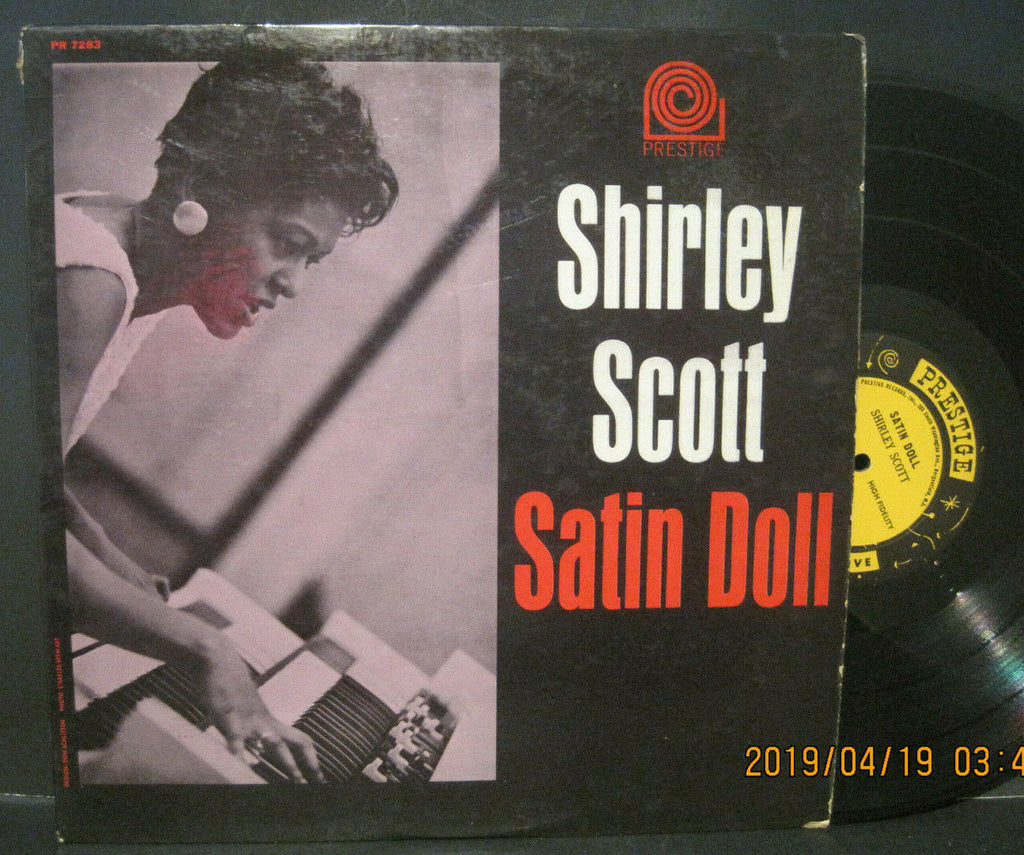 PR 7283
PRESTIGE
Shirley
Scott
Satin Doll
PRESTIGE
SATIN DOLL
SHIRLEY SCOTT
HIGH FIDELITY
2019/04/19 03:4